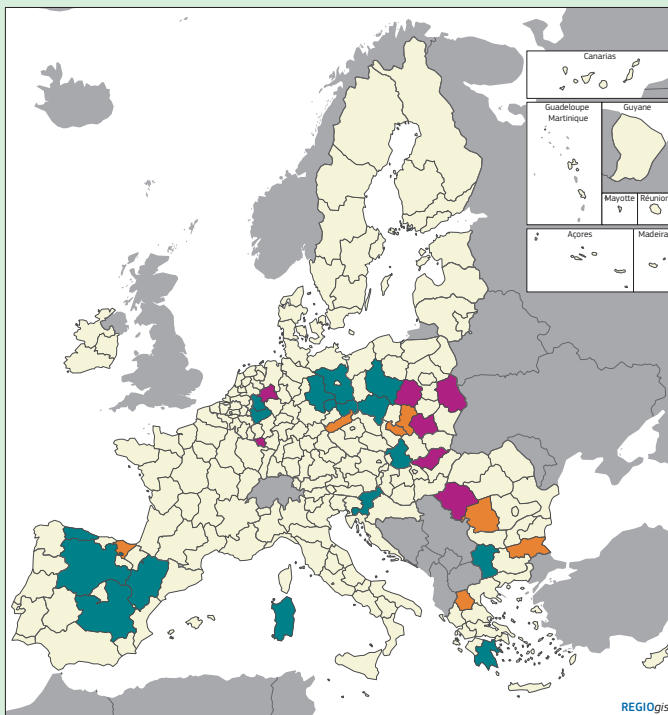 Canarias
Guadeloupe
Martinique
Guyane
Mayotte
Réunion
Açores
Madeira
REGIOgis